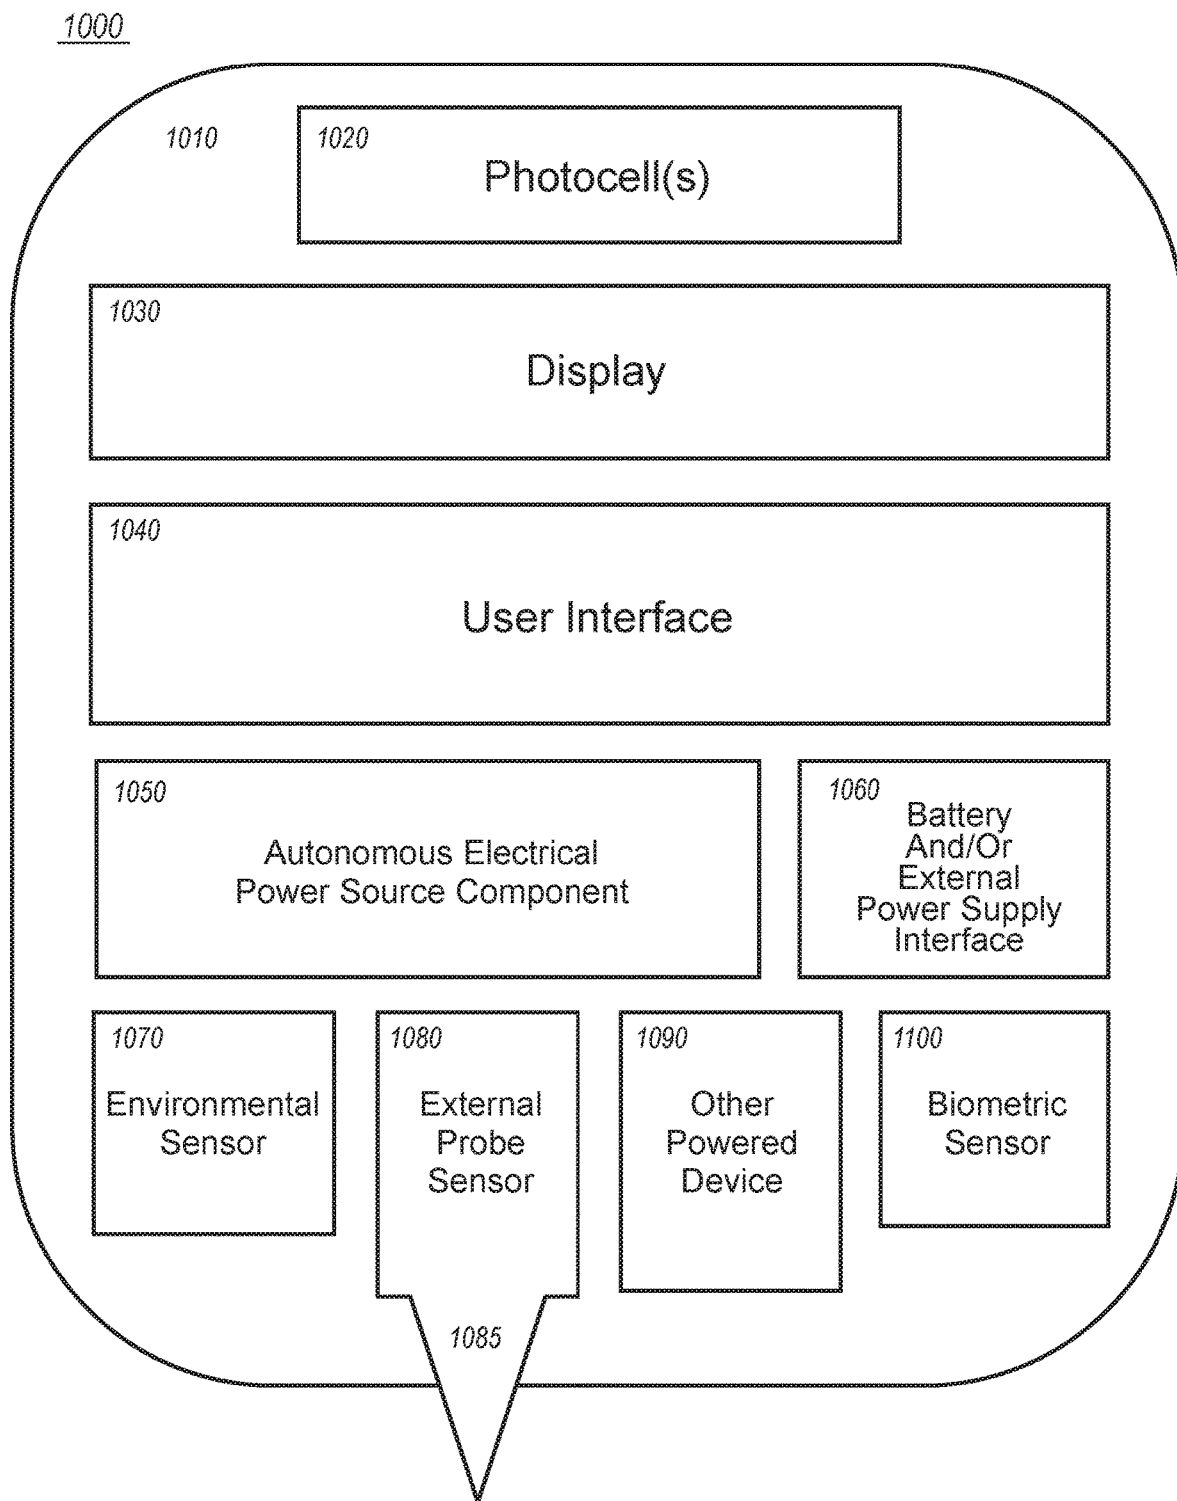 1000
1010
1020
Photocell(s)
1030
Display
1040
User Interface
1050
Autonomous Electrical
Power Source Component
1060
Battery
And/Or
External
Power Supply
Interface
1070
Environmental
Sensor
1080
External
Probe
Sensor
1085
1090
Other
Powered
Device
1100
Biometric
Sensor